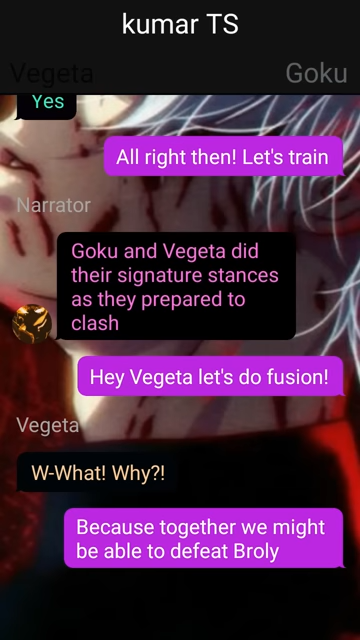 kumar TS
Vegeta
Goku
Yes
All right then! Let's train
Narrator
Goku and Vegeta did
their signature stances
as they prepared to
clash
Hey Vegeta let's do fusion!
Vegeta
W-What! Why?!
Because together we might
be able to defeat Broly